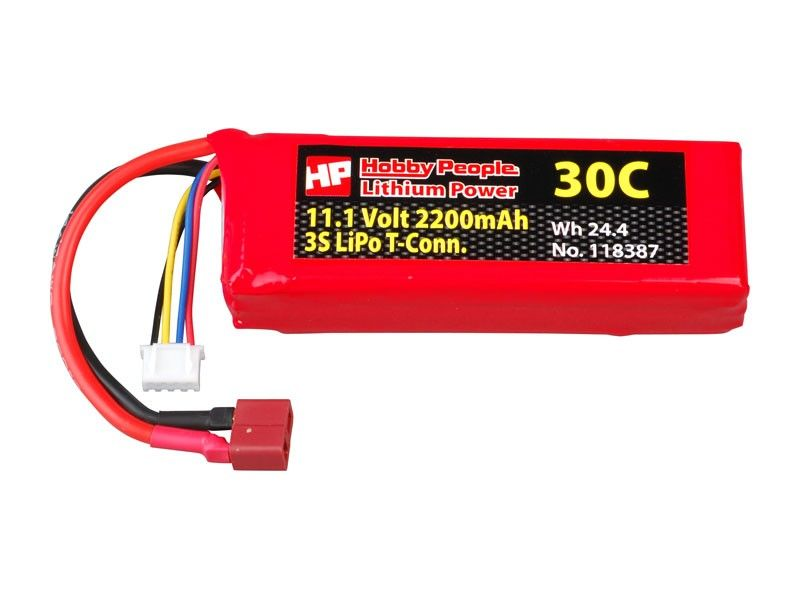 HP Hobby People
Lithium Power
30C
11.1 Volt 2200mAh
3S LiPo T-Conn.
Wh 24.4
No. 118387